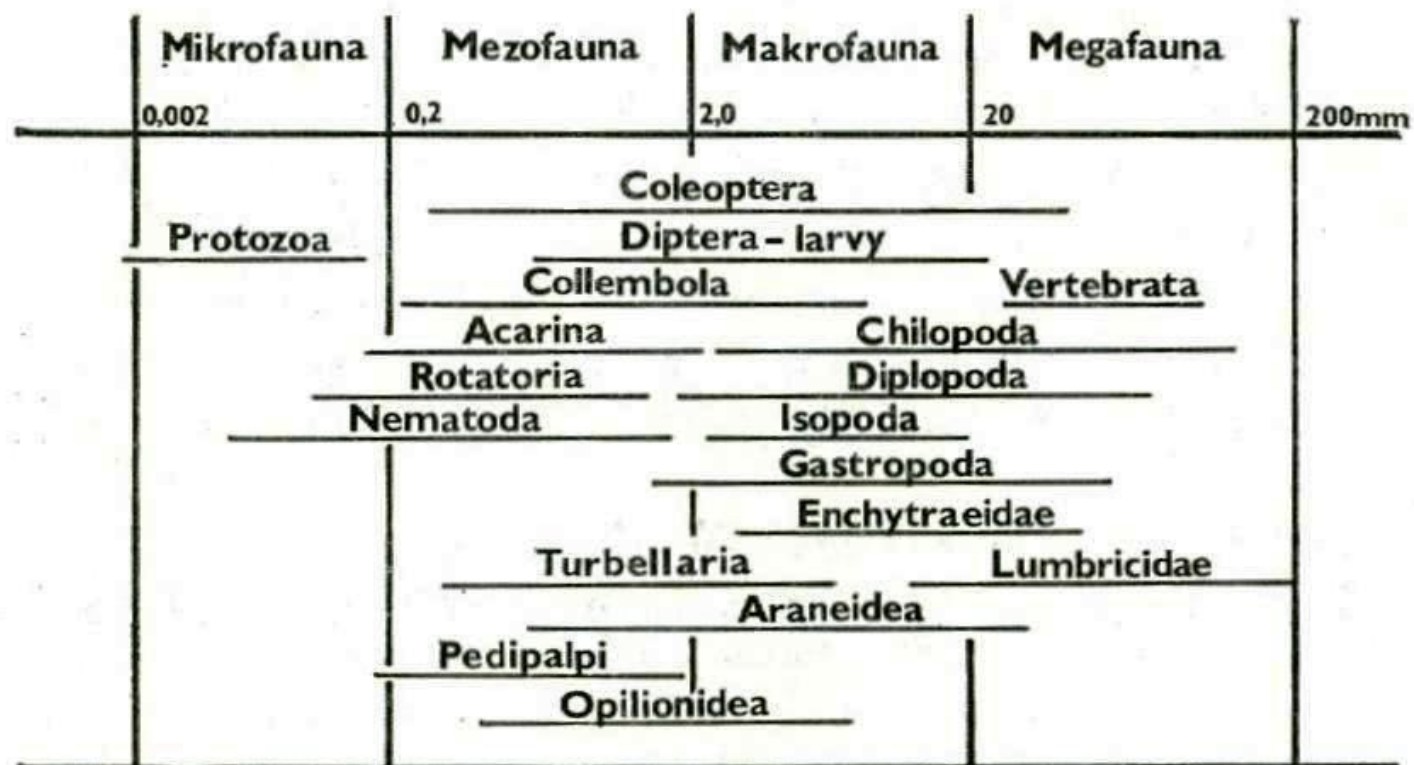 Mikrofauna Mezofauna Makrofauna Megafauna
0,002 0,2 2,0 20 200mm
Coleoptera
Protozoa Diptera – larvy
Collembola Vertebrata
Acarina Chilopoda
Rotatoria Diplopoda
Nematoda Isopoda
Gastropoda
Enchytraeidae
Turbellaria Lumbricidae
Araneidea
Pedipalpi
Opilionidea